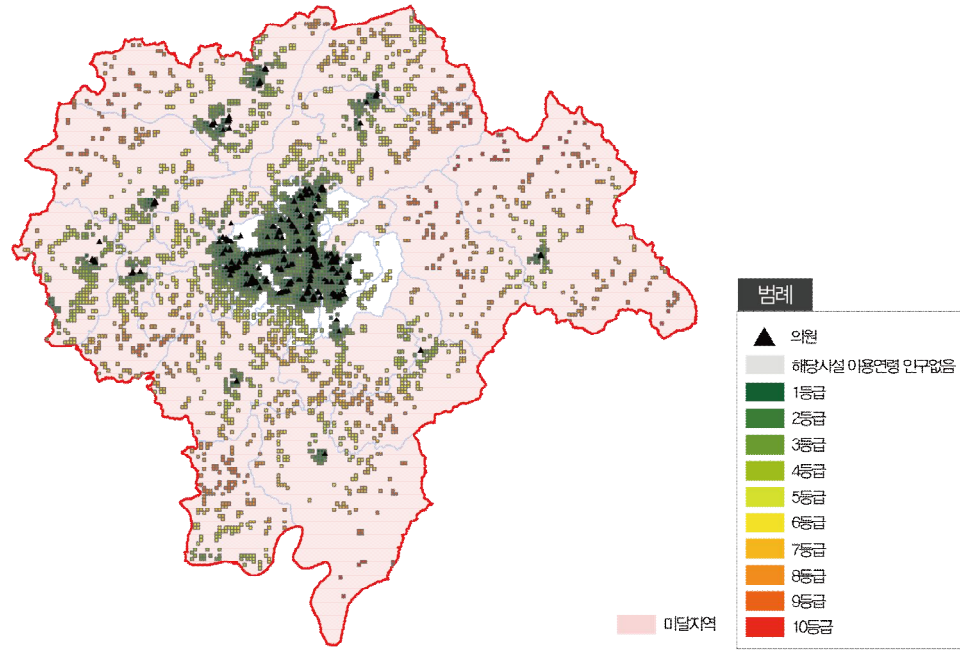 범례
의원
해당시설 이용연령 인구없음
1등급
2등급
3등급
4등급
5등급
6등급
7등급
8등급
9등급
10등급
미달지역